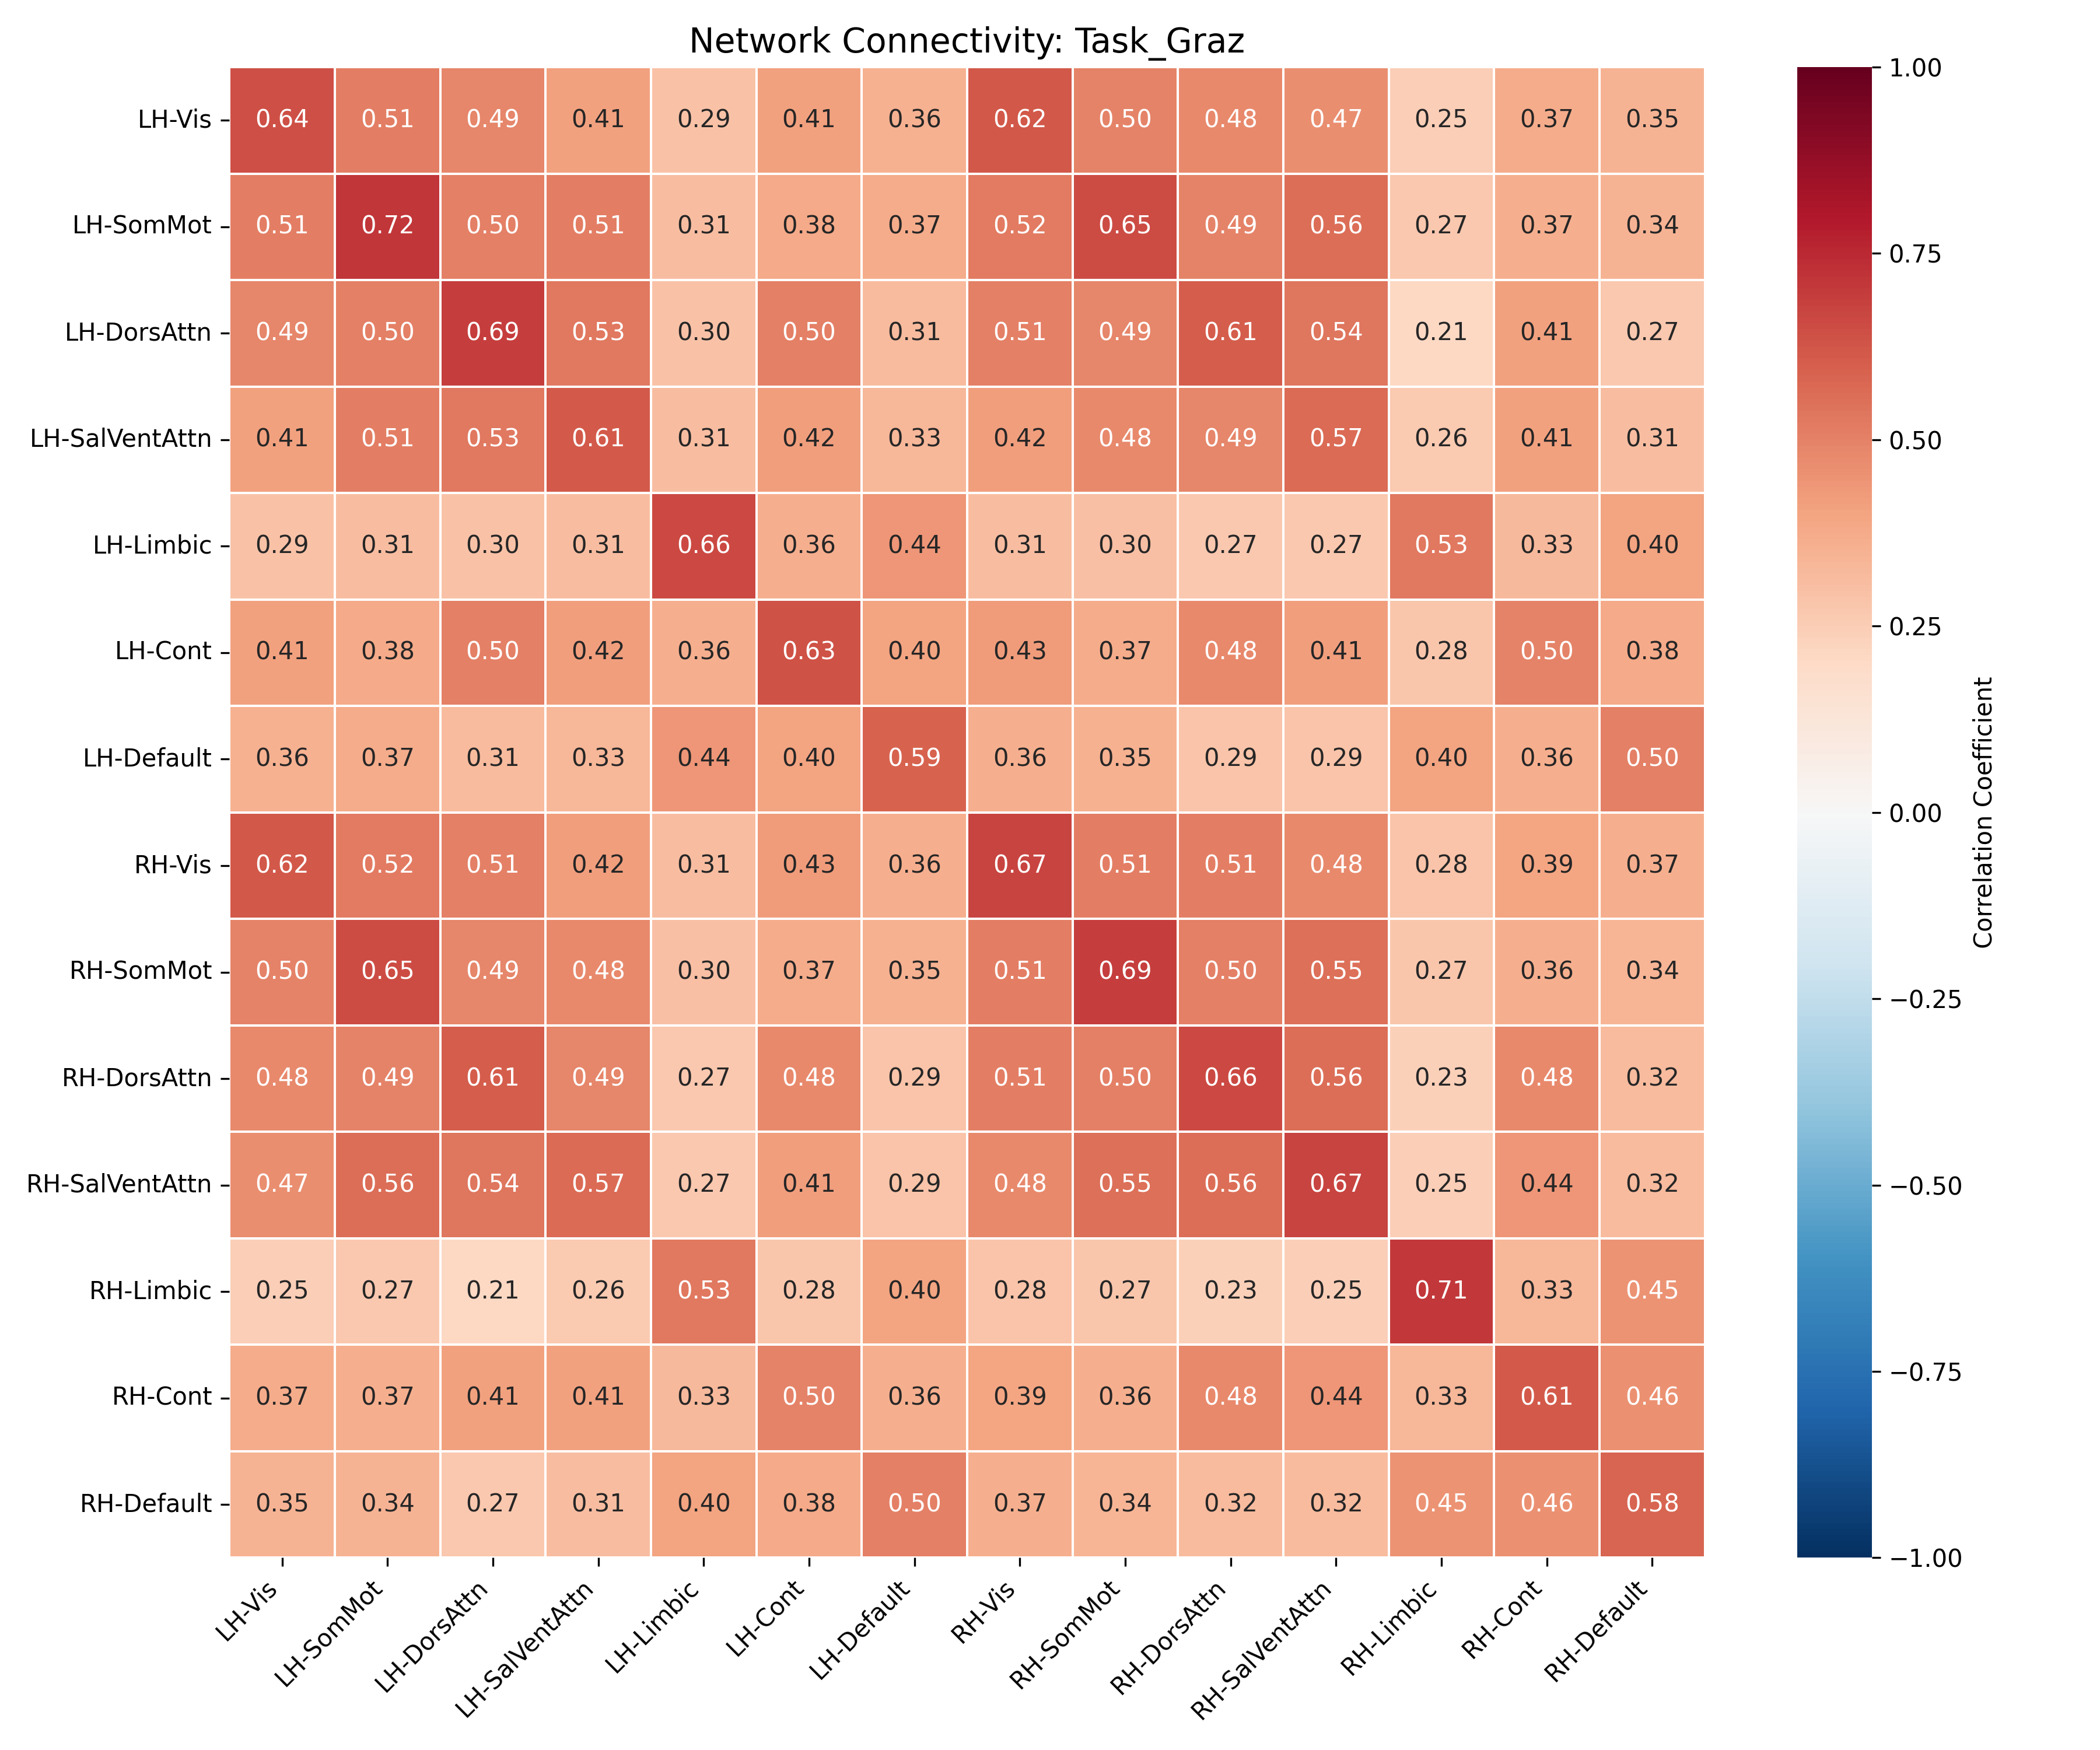 Network Connectivity: Task_Graz
LH-Vis 0.64 0.51 0.49 0.41 0.29 0.41 0.36 0.62 0.50 0.48 0.47 0.25 0.37 0.35
LH-SomMot 0.51 0.72 0.50 0.51 0.31 0.38 0.37 0.52 0.65 0.49 0.56 0.27 0.37 0.34
LH-DorsAttn 0.49 0.50 0.69 0.53 0.30 0.50 0.31 0.51 0.49 0.61 0.54 0.21 0.41 0.27
LH-SalVentAttn 0.41 0.51 0.53 0.61 0.31 0.42 0.33 0.42 0.48 0.49 0.57 0.26 0.41 0.31
LH-Limbic 0.29 0.31 0.30 0.31 0.66 0.36 0.44 0.31 0.30 0.27 0.27 0.53 0.33 0.40
LH-Cont 0.41 0.38 0.50 0.42 0.36 0.63 0.40 0.43 0.37 0.48 0.41 0.28 0.50 0.38
LH-Default 0.36 0.37 0.31 0.33 0.44 0.40 0.59 0.36 0.35 0.29 0.29 0.40 0.36 0.50
RH-Vis 0.62 0.52 0.51 0.42 0.31 0.43 0.36 0.67 0.51 0.51 0.48 0.28 0.39 0.37
RH-SomMot 0.50 0.65 0.49 0.48 0.30 0.37 0.35 0.51 0.69 0.50 0.55 0.27 0.36 0.34
RH-DorsAttn 0.48 0.49 0.61 0.49 0.27 0.48 0.29 0.51 0.50 0.66 0.56 0.23 0.48 0.32
RH-SalVentAttn 0.47 0.56 0.54 0.57 0.27 0.41 0.29 0.48 0.55 0.56 0.67 0.25 0.44 0.32
RH-Limbic 0.25 0.27 0.21 0.26 0.53 0.28 0.40 0.28 0.27 0.23 0.25 0.71 0.33 0.45
RH-Cont 0.37 0.37 0.41 0.41 0.33 0.50 0.36 0.39 0.36 0.48 0.44 0.33 0.61 0.46
RH-Default 0.35 0.34 0.27 0.31 0.40 0.38 0.50 0.37 0.34 0.32 0.32 0.45 0.46 0.58
LH-Vis
LH-SomMot
LH-DorsAttn
LH-SalVentAttn
LH-Limbic
LH-Cont
LH-Default
RH-Vis
RH-SomMot
RH-DorsAttn
RH-SalVentAttn
RH-Limbic
RH-Cont
RH-Default
1.00
0.75
0.50
0.25
0.00
−0.25
−0.50
−0.75
−1.00
Correlation Coefficient